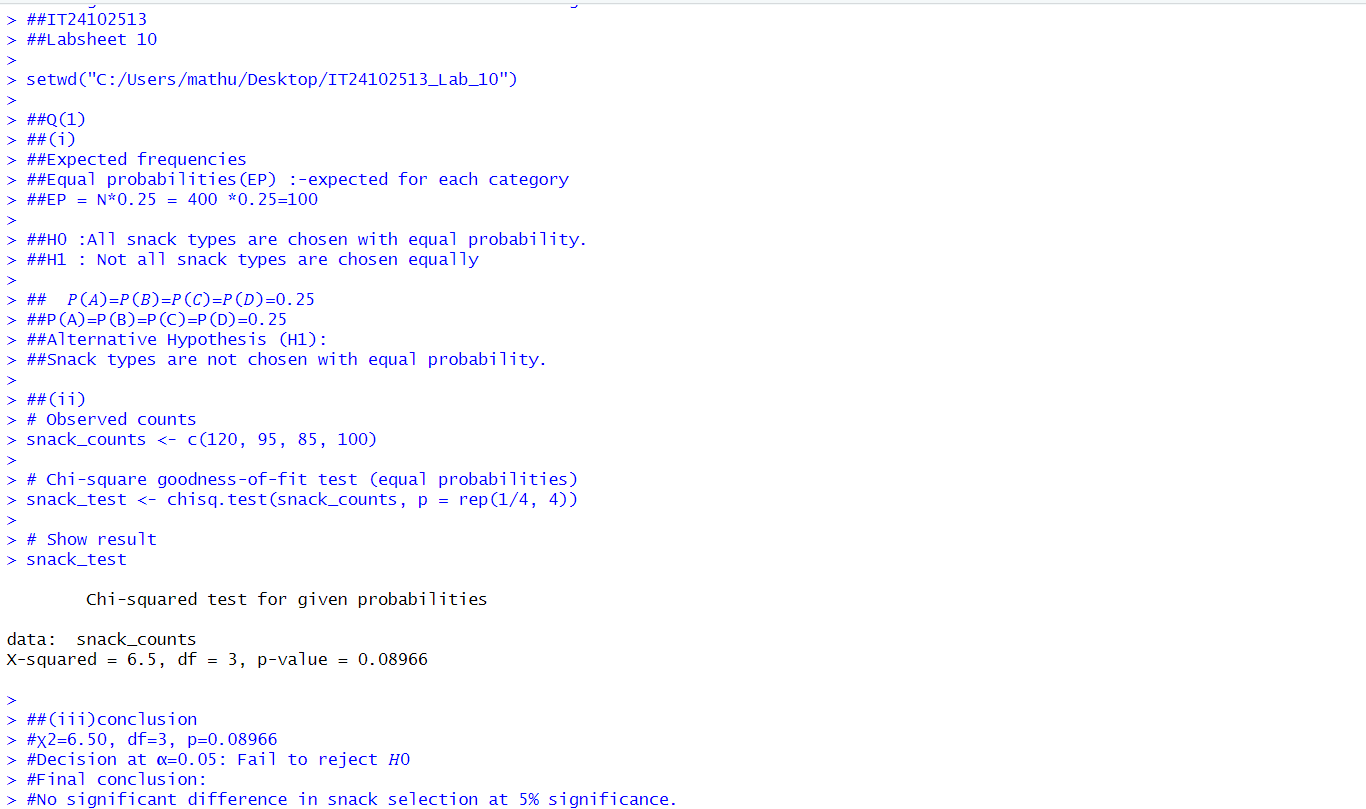 > ##IT24102513
> ##Labsheet 10
>
> setwd("C:/Users/mathu/Desktop/IT24102513_Lab_10")
>
> ##Q(1)
> ##(i)
> ##Expected frequencies
> ##Equal probabilities(EP) :-expected for each category
> ##EP = N*0.25 = 400 *0.25=100
>
> ##H0 :All snack types are chosen with equal probability.
> ##H1 : Not all snack types are chosen equally
>
> ##  𝑃(𝐴)=𝑃(𝐵)=𝑃(𝐶)=𝑃(𝐷)=0.25
> ##P(A)=P(B)=P(C)=P(D)=0.25
> ##Alternative Hypothesis (H1):
> ##Snack types are not chosen with equal probability.
>
> ##(ii)
> # Observed counts
> snack_counts <- c(120, 95, 85, 100)
>
> # Chi-square goodness-of-fit test (equal probabilities)
> snack_test <- chisq.test(snack_counts, p = rep(1/4, 4))
>
> # Show result
> snack_test
Chi-squared test for given probabilities
data:  snack_counts
X-squared = 6.5, df = 3, p-value = 0.08966
>
> ##(iii)conclusion
> #χ2=6.50, df=3, p=0.08966
> #Decision at α=0.05: Fail to reject 𝐻0
> #Final conclusion:
> #No significant difference in snack selection at 5% significance.